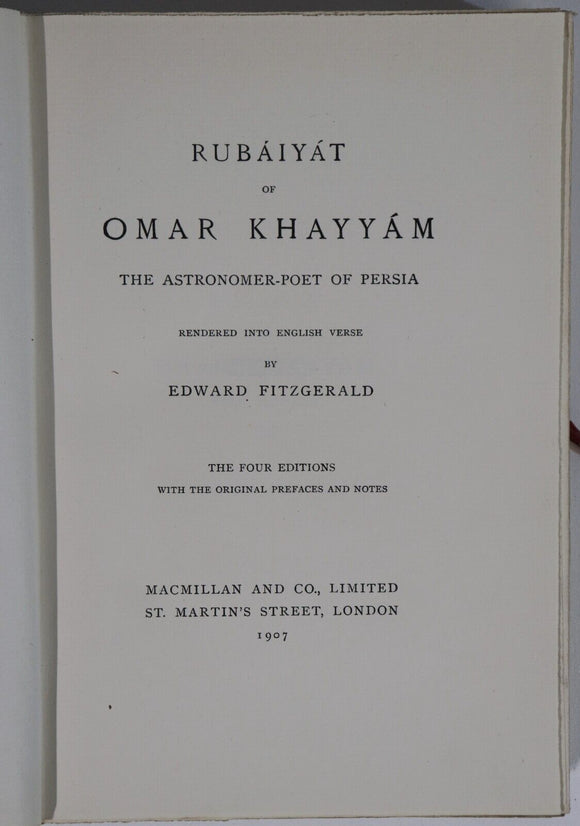 RUBÁIYÁT
OF
OMAR KHAYYÁM
THE ASTRONOMER-POET OF PERSIA
RENDERED INTO ENGLISH VERSE
BY
EDWARD FITZGERALD
THE FOUR EDITIONS
WITH THE ORIGINAL PREFACES AND NOTES
MACMILLAN AND CO., LIMITED
ST. MARTIN'S STREET, LONDON
1907